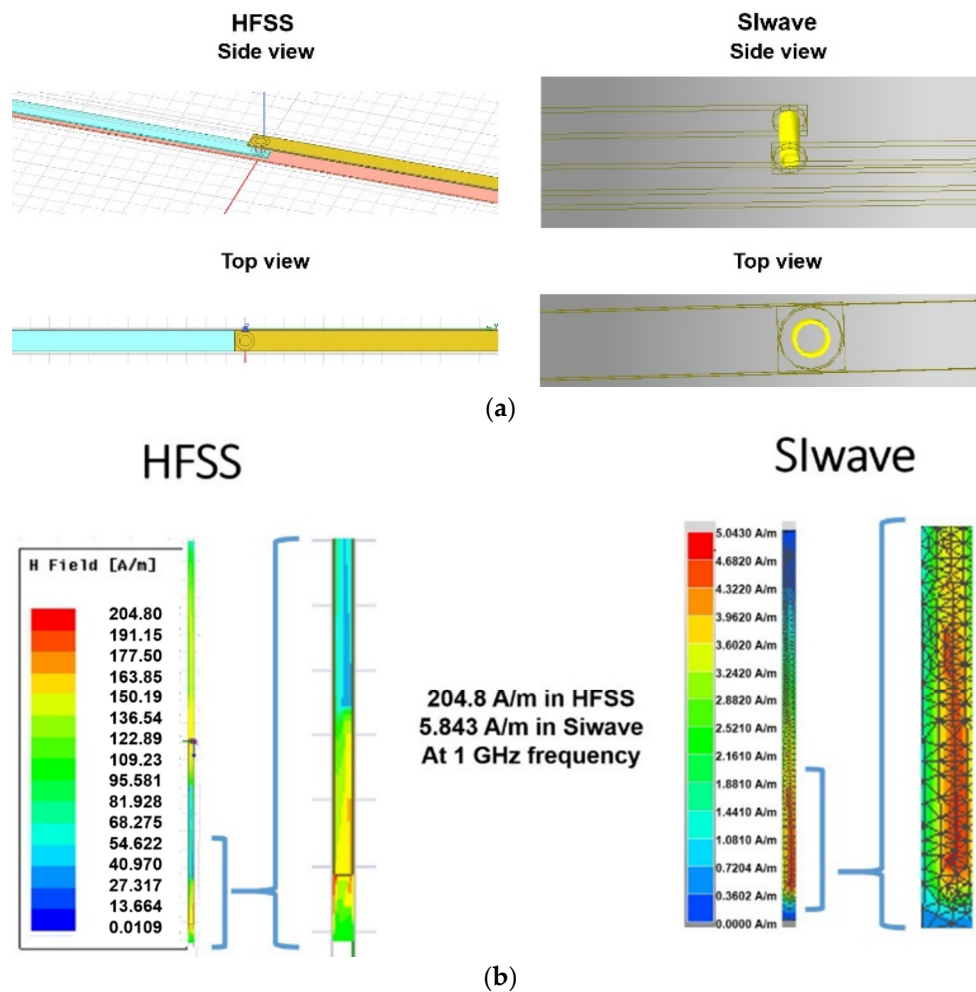 HFSS
Side view
SIwave
Side view
Top view
Top view
(a)
HFSS
SIwave
H Field [A/m]
204.80
191.15
177.50
163.85
150.19
136.54
122.89
109.23
95.581
81.928
68.275
54.622
40.970
27.317
13.664
0.0109
204.8 A/m in HFSS
5.843 A/m in Siwave
At 1 GHz frequency
5.0430 A/m
4.6820 A/m
4.3220 A/m
3.9620 A/m
3.6020 A/m
3.2420 A/m
2.8820 A/m
2.5210 A/m
2.1610 A/m
1.8810 A/m
1.4410 A/m
1.0810 A/m
0.7204 A/m
0.3602 A/m
0.0000 A/m
(b)